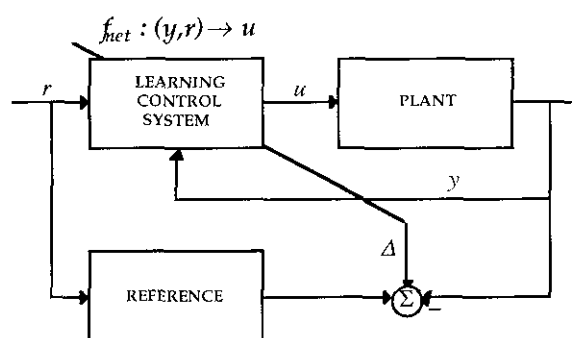 f_net : (y,r) → u
r
LEARNING
CONTROL
SYSTEM
u
PLANT
y
Δ
REFERENCE
Σ
−